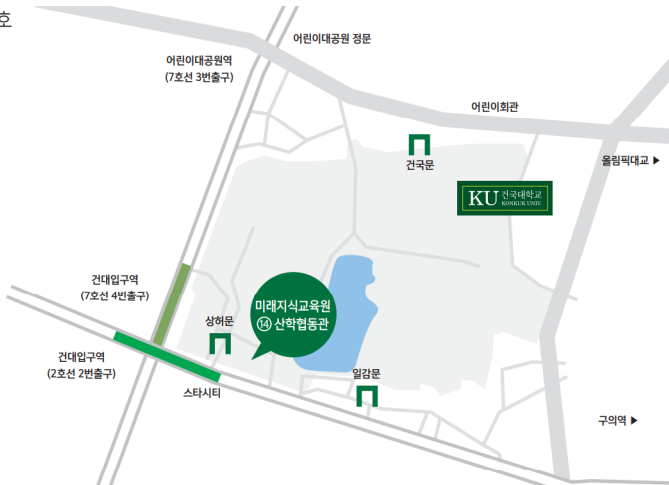 호
어린이대공원 정문
어린이대공원역
(7호선 3번출구)
어린이회관
건국문
올림픽대교 ▶
KU 건국대학교
KONKUK UNIV.
건대입구역
(7호선 4번출구)
미래지식교육원
⑭ 산학협동관
상허문
건대입구역
(2호선 2번출구)
일감문
스타시티
구의역 ▶